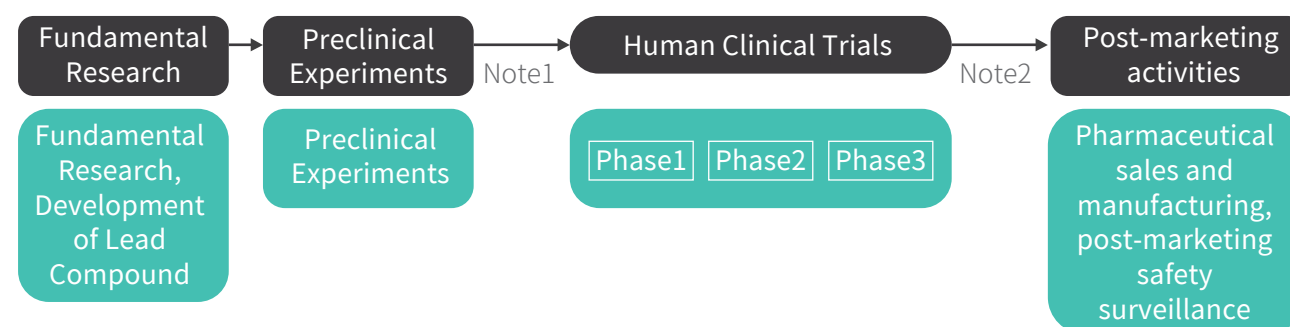 Fundamental
Research
Preclinical
Experiments
Note1
Human Clinical Trials
Note2
Post-marketing
activities
Fundamental
Research,
Development
of Lead
Compound
Preclinical
Experiments
Phase1 Phase2 Phase3
Pharmaceutical
sales and
manufacturing,
post-marketing
safety
surveillance